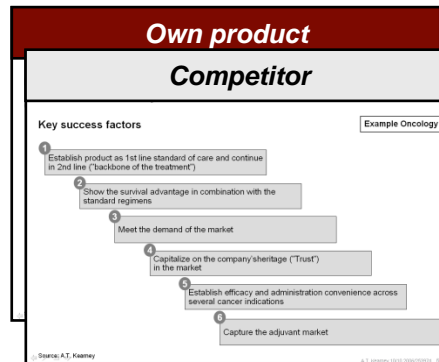 Own product
Competitor
Key success factors
Example Oncology
1
Establish product as 1st line standard of care and continue
in 2nd line ("backbone of the treatment")
2
Show the survival advantage in combination with the
standard regimens
3
Meet the demand of the market
4
Capitalize on the company'sheritage ("Trust")
in the market
5
Establish efficacy and administration convenience across
several cancer indications
6
Capture the adjuvant market
Source: A.T. Kearney